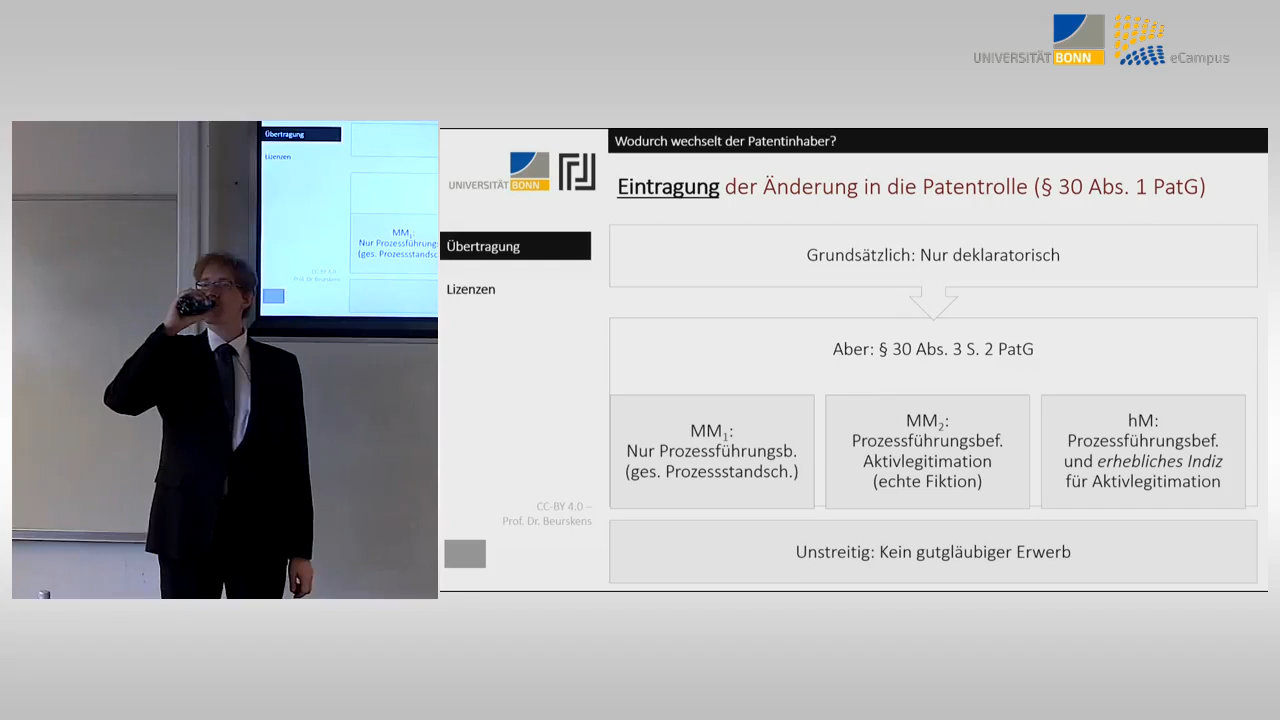 UNIVERSITÄT BONN eCampus
Übertragung
Lizenzen
MM1:
Nur Prozessführungs
(ges. Prozessstandsc
CC-BY 4.0 –
Prof. Dr. Beurskens
Wodurch wechselt der Patentinhaber?
UNIVERSITÄT BONN
Eintragung der Änderung in die Patentrolle (§ 30 Abs. 1 PatG)
Übertragung
Lizenzen
Grundsätzlich: Nur deklaratorisch
Aber: § 30 Abs. 3 S. 2 PatG
MM1:
Nur Prozessführungsb.
(ges. Prozessstandsch.)
MM2:
Prozessführungsbef.
Aktivlegitimation
(echte Fiktion)
hM:
Prozessführungsbef.
und erhebliches Indiz
für Aktivlegitimation
CC-BY 4.0 –
Prof. Dr. Beurskens
Unstreitig: Kein gutgläubiger Erwerb